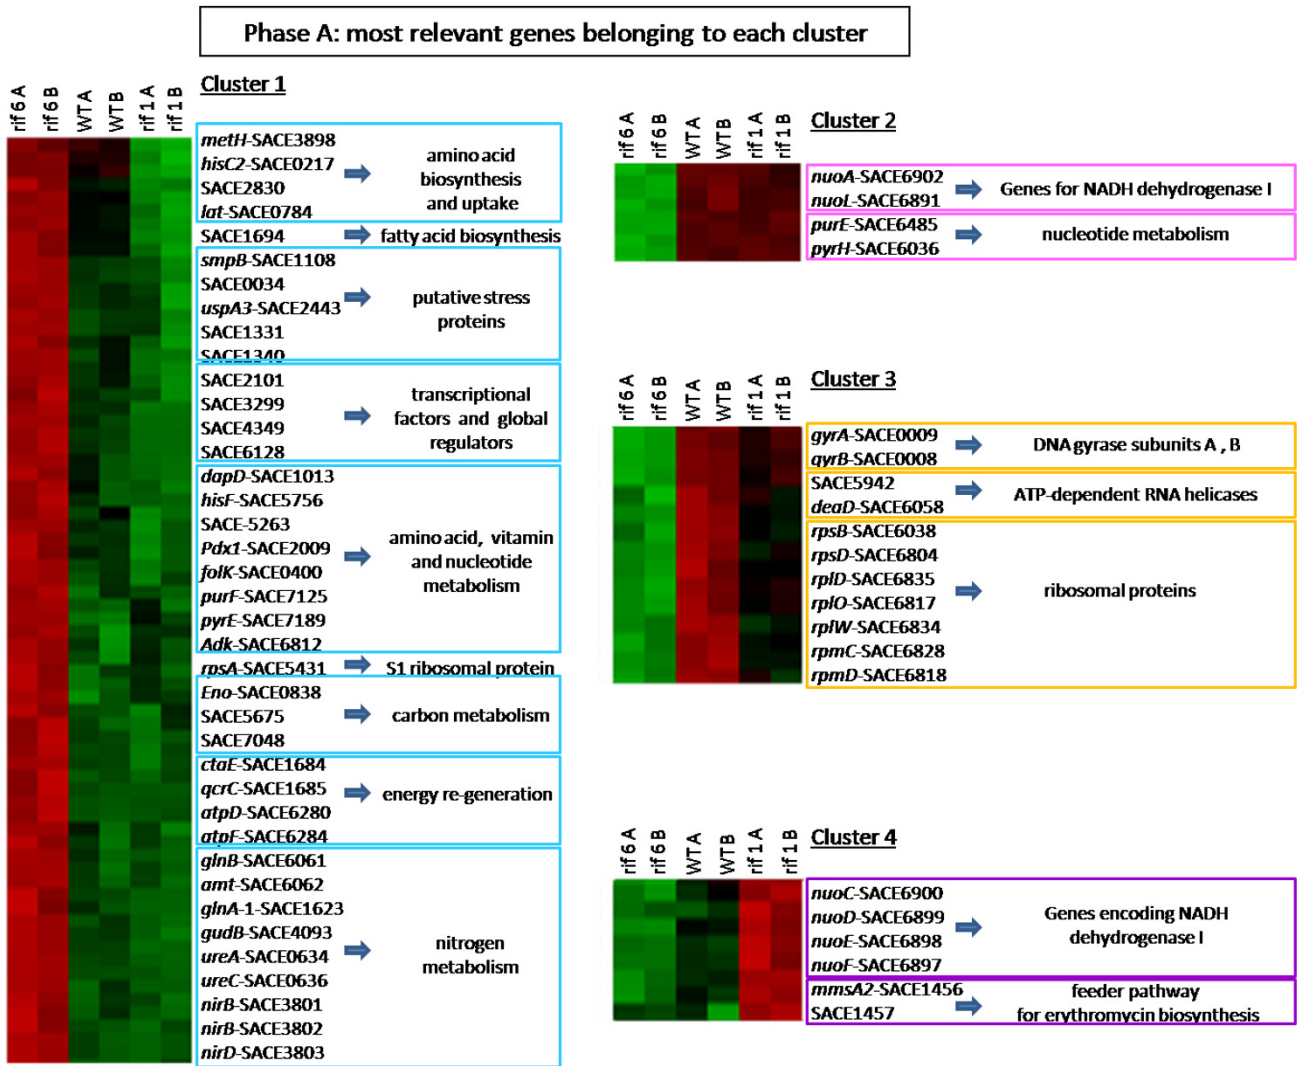 Phase A: most relevant genes belonging to each cluster
Cluster 1
rif 6 A
rif 6 B
WT A
WT B
rif 1 A
rif 1 B
metH-SACE3898
hisC2-SACE0217
SACE2830
lat-SACE0784
amino acid
biosynthesis
and uptake
SACE1694
fatty acid biosynthesis
smpB-SACE1108
SACE0034
uspA3-SACE2443
SACE1331
SACE1340
putative stress
proteins
SACE2101
SACE3299
SACE4349
SACE6128
transcriptional
factors and global
regulators
dapD-SACE1013
hisF-SACE5756
SACE-5263
Pdx1-SACE2009
folK-SACE0400
purF-SACE7125
pyrE-SACE7189
Adk-SACE6812
amino acid, vitamin
and nucleotide
metabolism
rpsA-SACE5431
S1 ribosomal protein
Eno-SACE0838
SACE5675
SACE7048
carbon metabolism
ctaE-SACE1684
qcrC-SACE1685
atpD-SACE6280
atpF-SACE6284
energy re-generation
glnB-SACE6061
amt-SACE6062
glnA-1-SACE1623
gudB-SACE4093
ureA-SACE0634
ureC-SACE0636
nirB-SACE3801
nirB-SACE3802
nirD-SACE3803
nitrogen
metabolism
Cluster 2
rif 6 A
rif 6 B
WT A
WT B
rif 1 A
rif 1 B
nuoA-SACE6902
nuoL-SACE6891
Genes for NADH dehydrogenase I
purE-SACE6485
pyrH-SACE6036
nucleotide metabolism
Cluster 3
rif 6 A
rif 6 B
WT A
WT B
rif 1 A
rif 1 B
gyrA-SACE0009
gyrB-SACE0008
DNA gyrase subunits A , B
SACE5942
deaD-SACE6058
ATP-dependent RNA helicases
rpsB-SACE6038
rpsD-SACE6804
rplD-SACE6835
rplO-SACE6817
rplW-SACE6834
rpmC-SACE6828
rpmD-SACE6818
ribosomal proteins
Cluster 4
rif 6 A
rif 6 B
WT A
WT B
rif 1 A
rif 1 B
nuoC-SACE6900
nuoD-SACE6899
nuoE-SACE6898
nuoF-SACE6897
Genes encoding NADH
dehydrogenase I
mmsA2-SACE1456
SACE1457
feeder pathway
for erythromycin biosynthesis